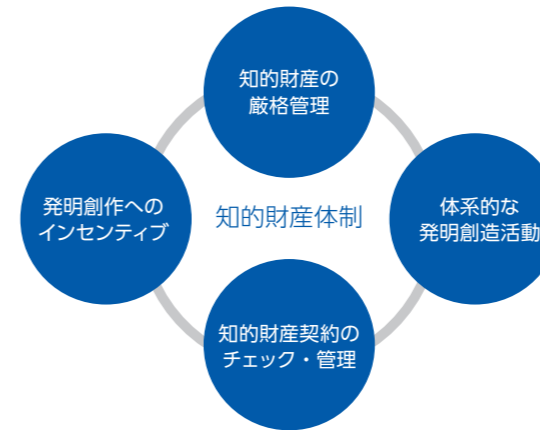 知的財産の
厳格管理
発明創作への
インセンティブ
知的財産体制
体系的な
発明創造活動
知的財産契約の
チェック・管理